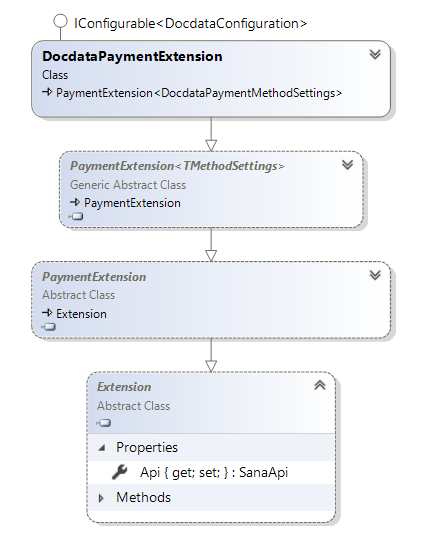 IConfigurable<DocdataConfiguration>
DocdataPaymentExtension
Class
PaymentExtension<DocdataPaymentMethodSettings>
PaymentExtension<TMethodSettings>
Generic Abstract Class
PaymentExtension
PaymentExtension
Abstract Class
Extension
Extension
Abstract Class
Properties
Api { get; set; } : SanaApi
Methods